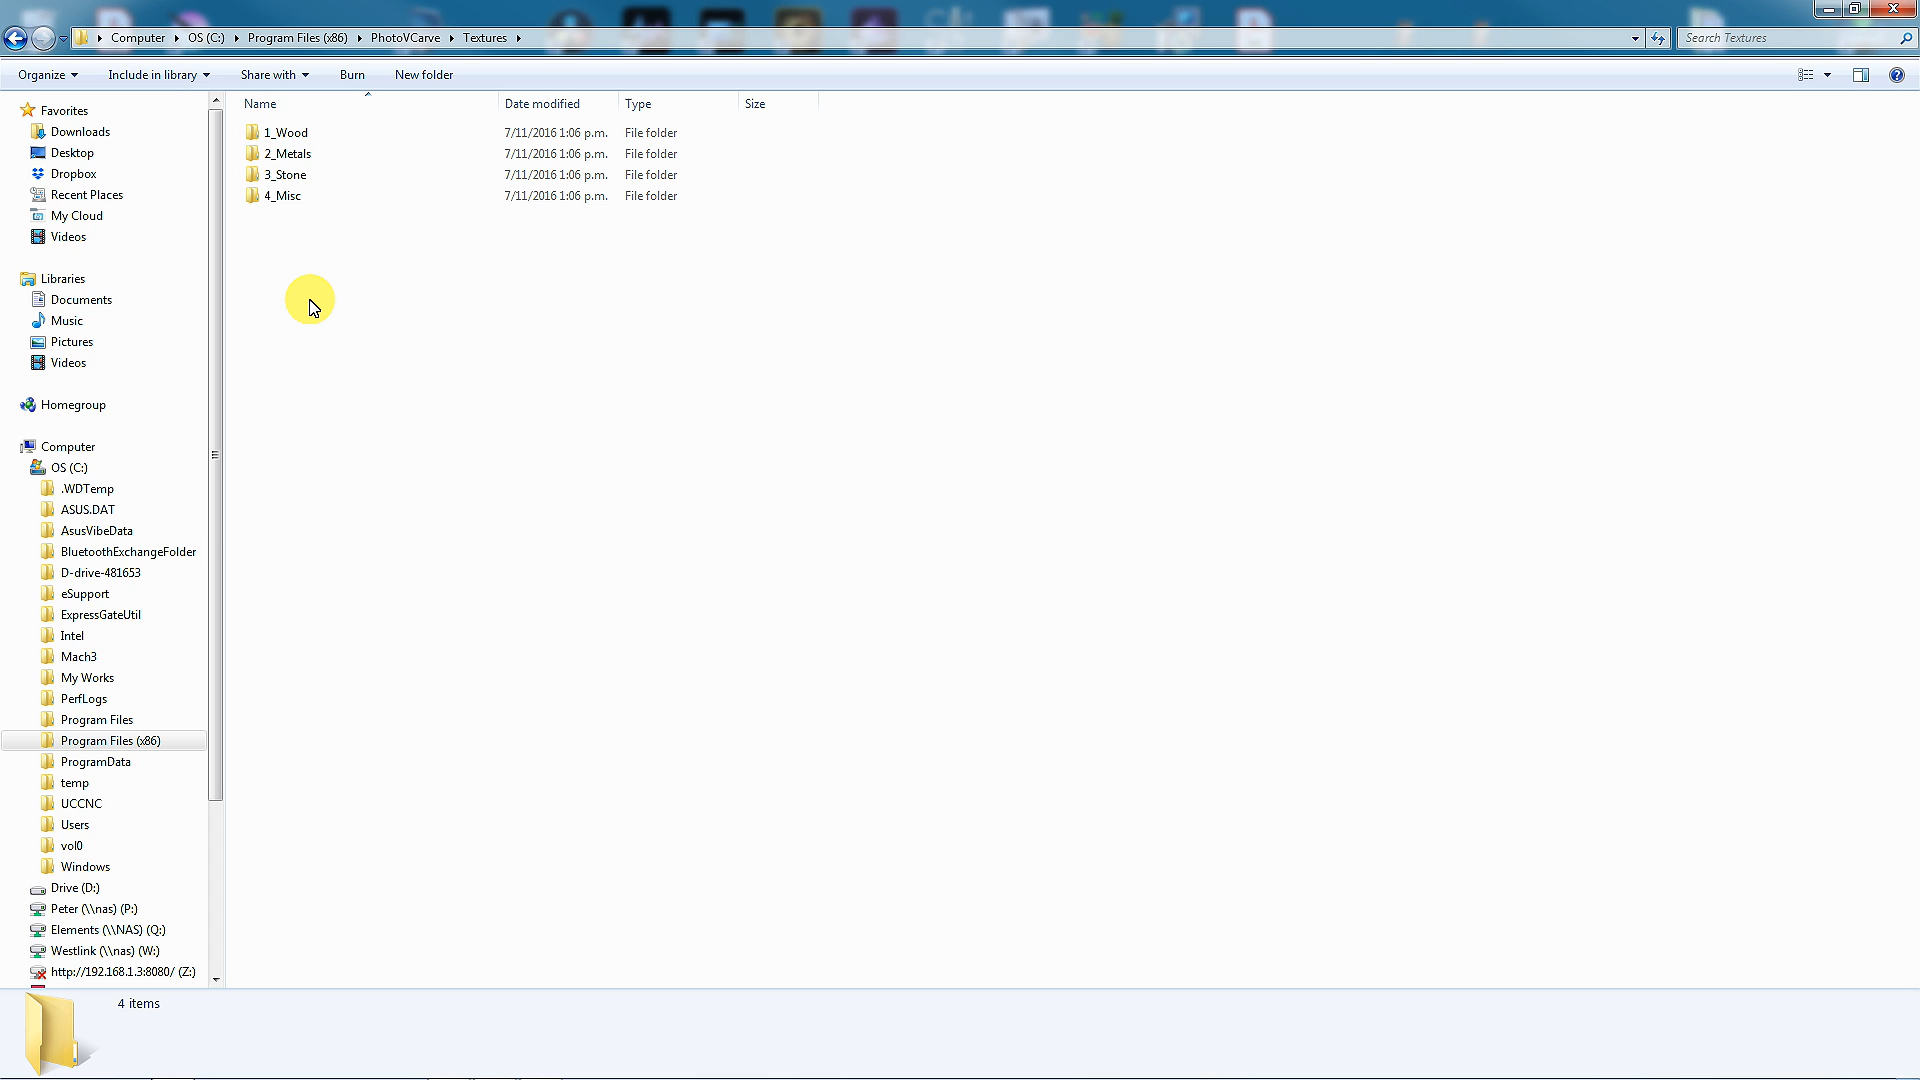 Computer OS (C:) Program Files (x86) PhotoVCarve Textures
Search Textures
Organize Include in library Share with Burn New folder
Name Date modified Type Size
1_Wood 7/11/2016 1:06 p.m. File folder
2_Metals 7/11/2016 1:06 p.m. File folder
3_Stone 7/11/2016 1:06 p.m. File folder
4_Misc 7/11/2016 1:06 p.m. File folder
Favorites
Downloads
Desktop
Dropbox
Recent Places
My Cloud
Videos
Libraries
Documents
Music
Pictures
Videos
Homegroup
Computer
OS (C:)
.WDTemp
ASUS.DAT
AsusVibeData
BluetoothExchangeFolder
D-drive-481653
eSupport
ExpressGateUtil
Intel
Mach3
My Works
PerfLogs
Program Files
Program Files (x86)
ProgramData
temp
UCCNC
Users
vol0
Windows
Drive (D:)
Peter (\\nas) (P:)
Elements (\\NAS) (Q:)
Westlink (\\nas) (W:)
http://192.168.1.3:8080/ (Z:)
4 items